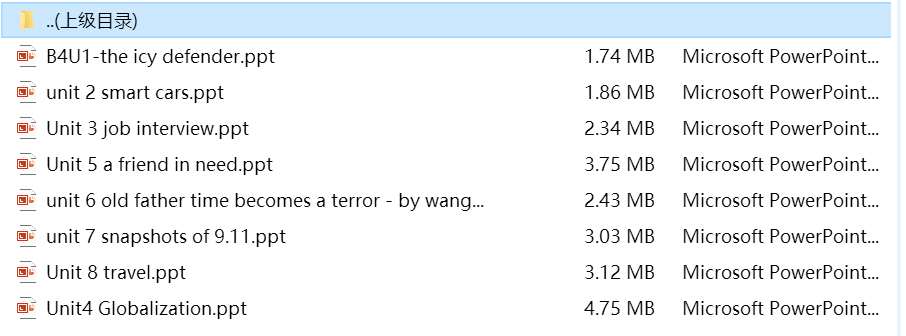 ..(上级目录)
B4U1-the icy defender.ppt 1.74 MB Microsoft PowerPoint...
unit 2 smart cars.ppt 1.86 MB Microsoft PowerPoint...
Unit 3 job interview.ppt 2.34 MB Microsoft PowerPoint...
Unit 5 a friend in need.ppt 3.75 MB Microsoft PowerPoint...
unit 6 old father time becomes a terror - by wang... 2.43 MB Microsoft PowerPoint...
unit 7 snapshots of 9.11.ppt 3.03 MB Microsoft PowerPoint...
Unit 8 travel.ppt 3.12 MB Microsoft PowerPoint...
Unit4 Globalization.ppt 4.75 MB Microsoft PowerPoint...